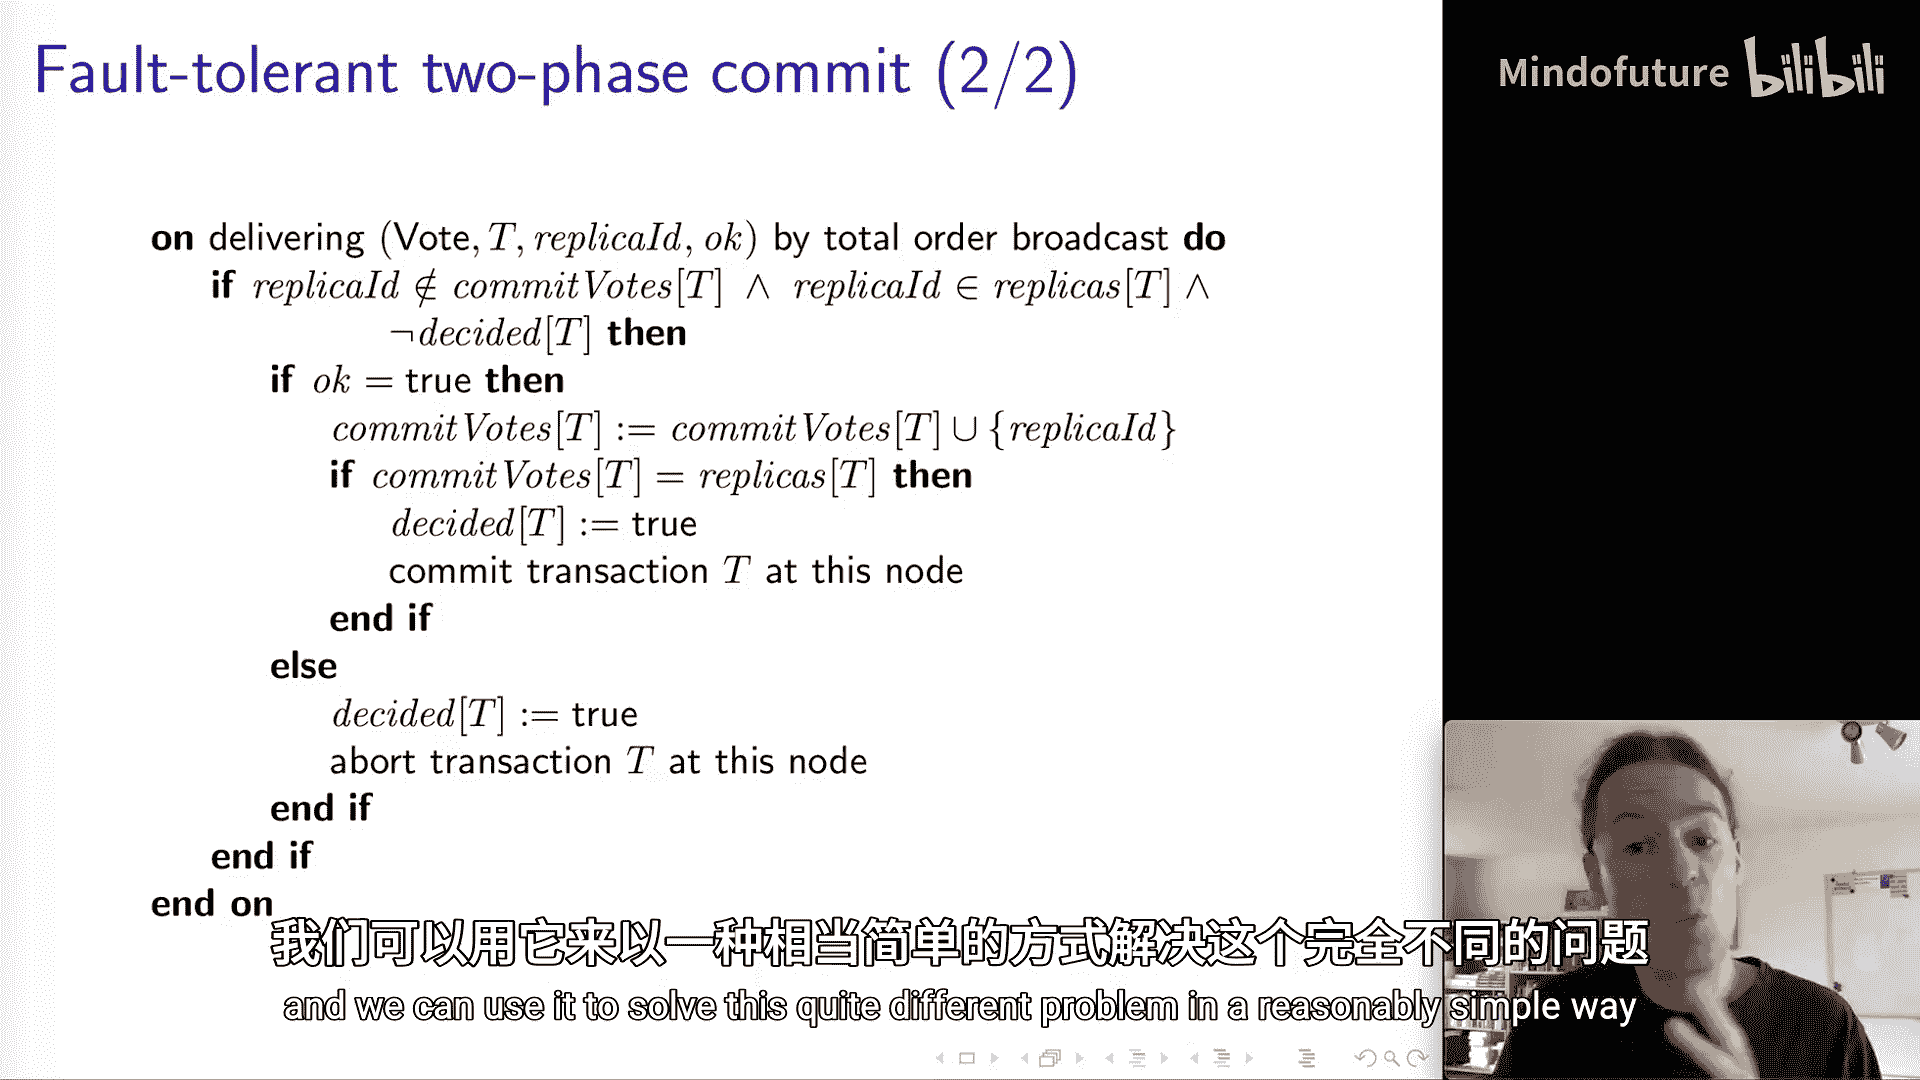 Fault-tolerant two-phase commit (2/2)
Mindofuture bilibili
on delivering (Vote, T, replicaId, ok) by total order broadcast do
if replicaId ∉ commitVotes[T] ∧ replicaId ∈ replicas[T] ∧
¬decided[T] then
if ok = true then
commitVotes[T] := commitVotes[T] ∪ {replicaId}
if commitVotes[T] = replicas[T] then
decided[T] := true
commit transaction T at this node
end if
else
decided[T] := true
abort transaction T at this node
end if
end if
end on
我们可以用它来以一种相当简单的方式解决这个完全不同的问题
and we can use it to solve this quite different problem in a reasonably simple way